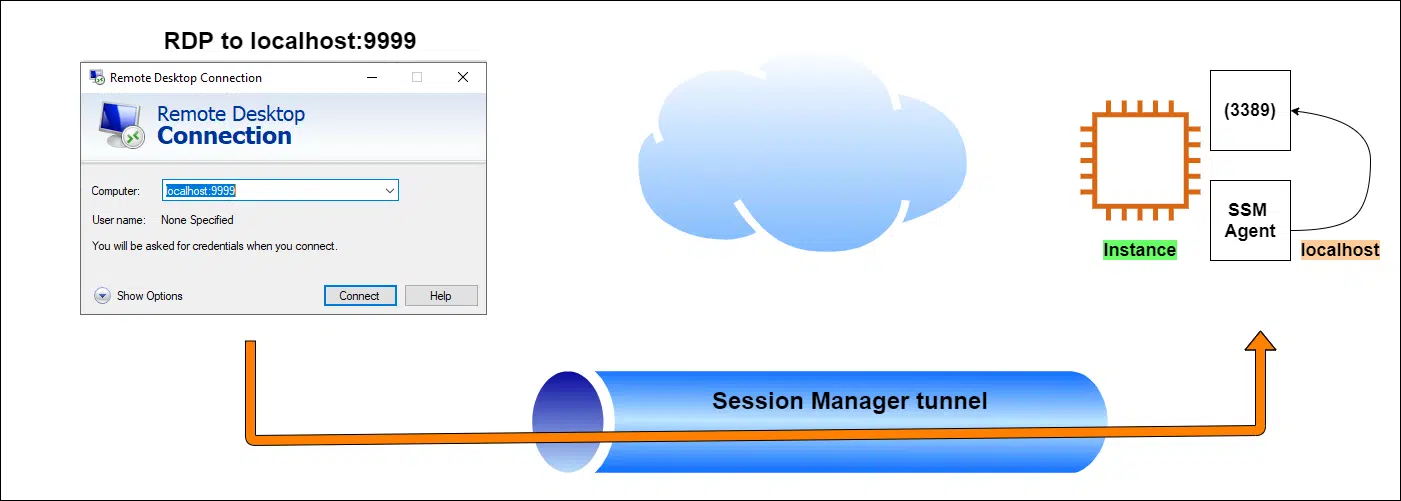 RDP to localhost:9999
Remote Desktop Connection
Remote Desktop
Connection
Computer:
localhost:9999
User name: None Specified
You will be asked for credentials when you connect.
Show Options
Connect
Help
Instance
(3389)
SSM
Agent
localhost
Session Manager tunnel